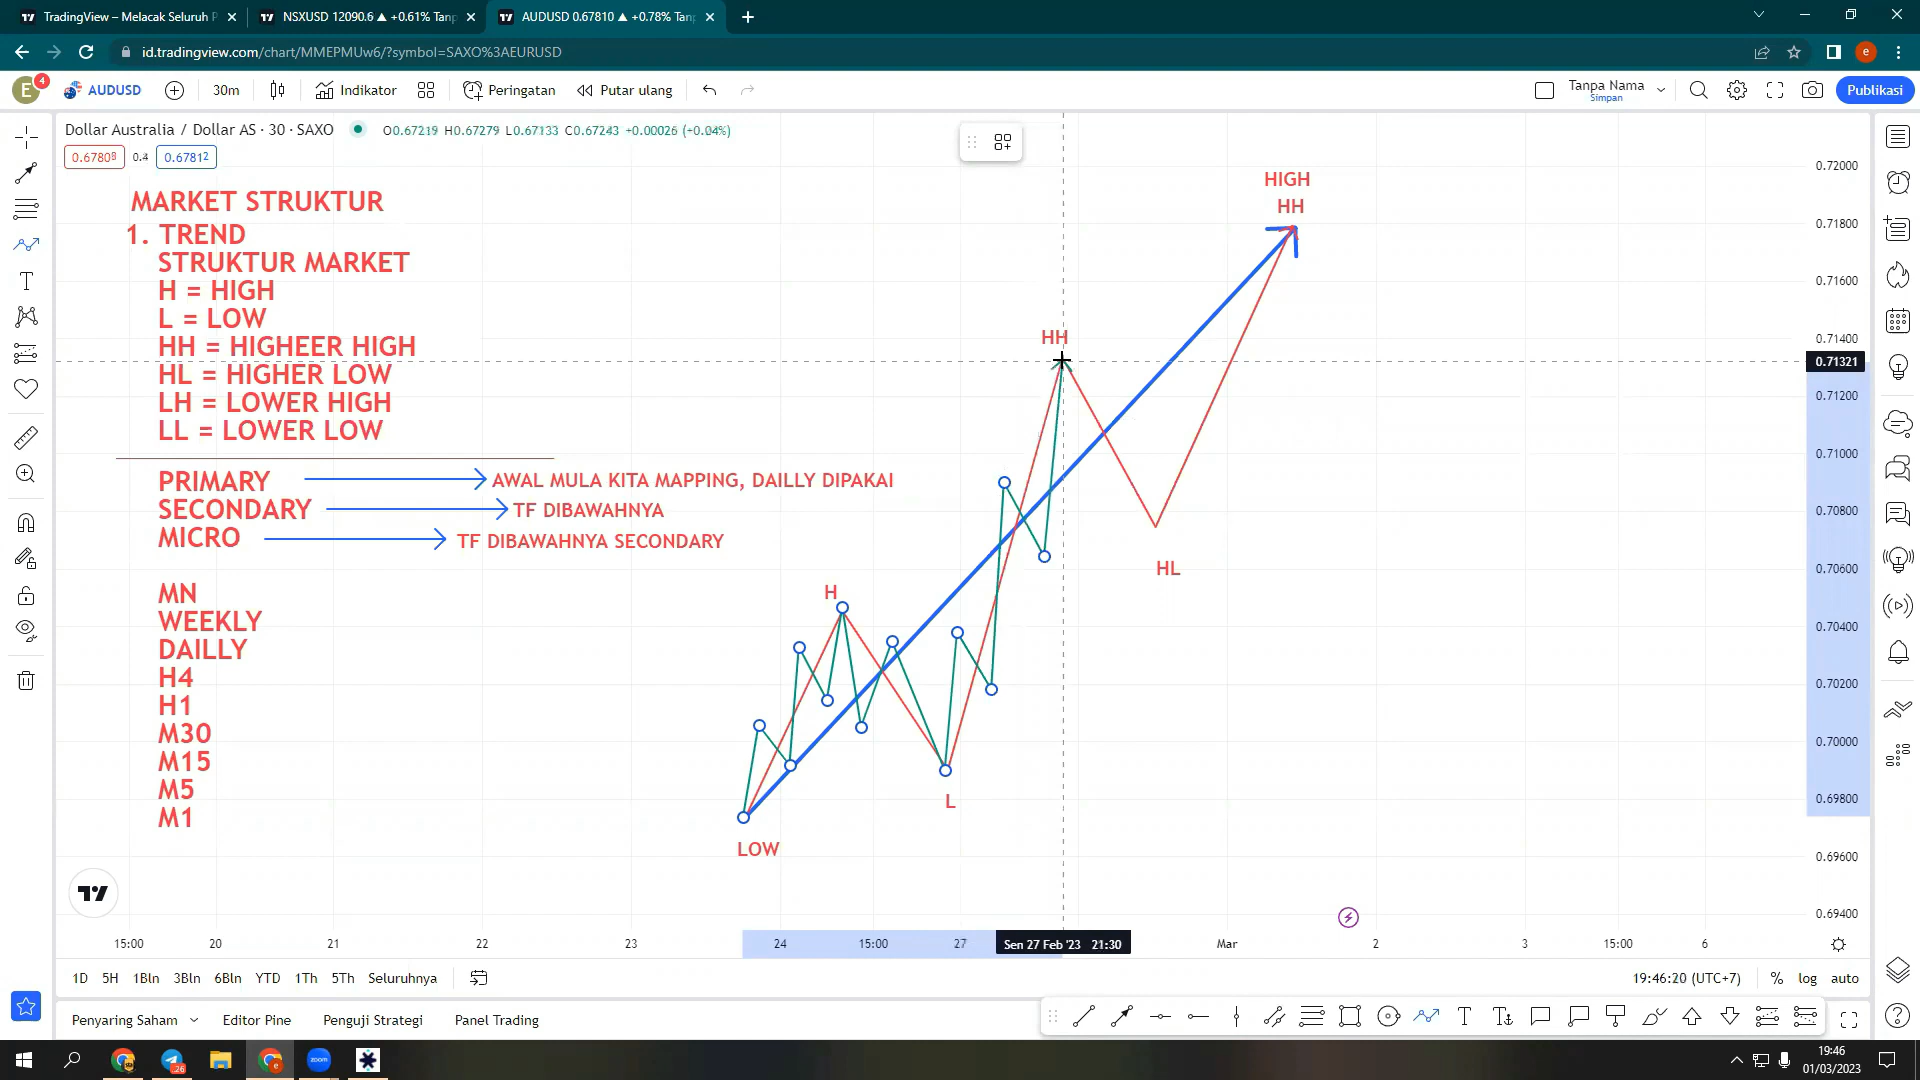 TradingView – Melacak Seluruh P
NSXUSD 12090.6 ▲ +0.61% Tanp
AUDUSD 0.67810 ▲ +0.78% Tan
id.tradingview.com/chart/MMEPMUw6/?symbol=SAXO%3AEURUSD
E 4 AUDUSD 30m Indikator Peringatan Putar ulang Tanpa Nama Publikasi
Simpan
Dollar Australia / Dollar AS · 30 · SAXO O0.67219 H0.67279 L0.67133 C0.67243 +0.00026 (+0.04%)
0.67808 0.4 0.67812
MARKET STRUKTUR
1. TREND
STRUKTUR MARKET
H = HIGH
L = LOW
HH = HIGHEER HIGH
HL = HIGHER LOW
LH = LOWER HIGH
LL = LOWER LOW
PRIMARY AWAL MULA KITA MAPPING, DAILLY DIPAKAI
SECONDARY TF DIBAWAHNYA
MICRO TF DIBAWAHNYA SECONDARY
MN
WEEKLY
DAILLY
H4
H1
M30
M15
M5
M1
HIGH
HH
HH
HL
H
L
LOW
0.72000
0.71800
0.71600
0.71400
0.71321
0.71200
0.71000
0.70800
0.70600
0.70400
0.70200
0.70000
0.69800
0.69600
0.69400
15:00 20 21 22 23 24 15:00 27 Sen 27 Feb '23 21:30 Mar 2 3 15:00 6
1D 5H 1Bln 3Bln 6Bln YTD 1Th 5Th Seluruhnya 19:46:20 (UTC+7) % log auto
Penyaring Saham Editor Pine Penguji Strategi Panel Trading
zoom
26
19:46
01/03/2023